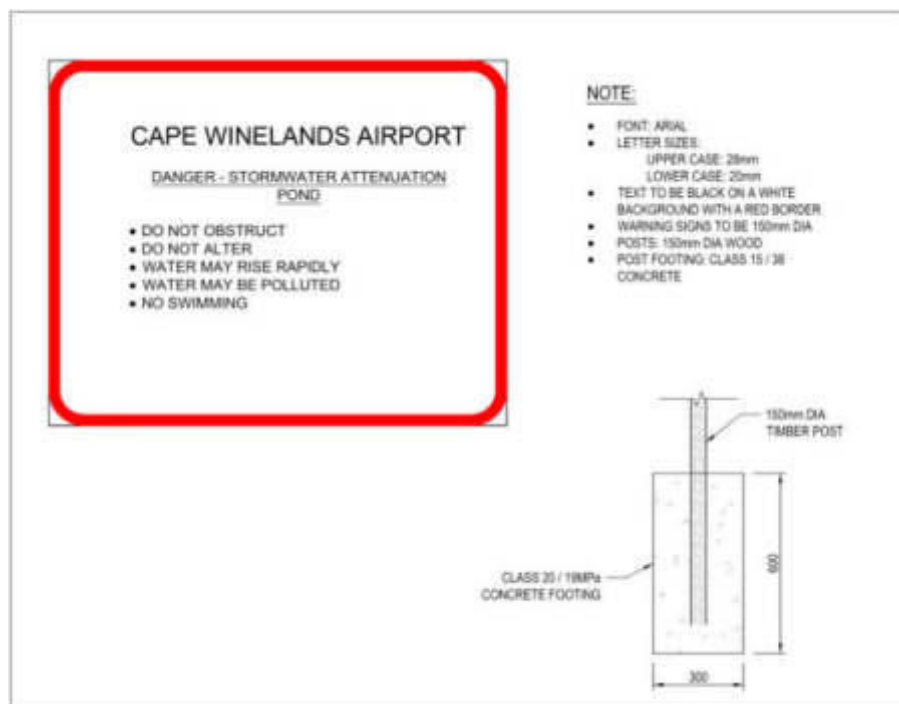 CAPE WINELANDS AIRPORT
DANGER - STORMWATER ATTENUATION
POND
• DO NOT OBSTRUCT
• DO NOT ALTER
• WATER MAY RISE RAPIDLY
• WATER MAY BE POLLUTED
• NO SWIMMING
NOTE:
• FONT: ARIAL
• LETTER SIZES:
UPPER CASE: 28mm
LOWER CASE: 20mm
• TEXT TO BE BLACK ON A WHITE
BACKGROUND WITH A RED BORDER
• WARNING SIGNS TO BE 150mm DIA
• POSTS: 150mm DIA WOOD
• POST FOOTING: CLASS 15 / 38
CONCRETE
150mm DIA
TIMBER POST
CLASS 20 / 19MPa
CONCRETE FOOTING
600
300